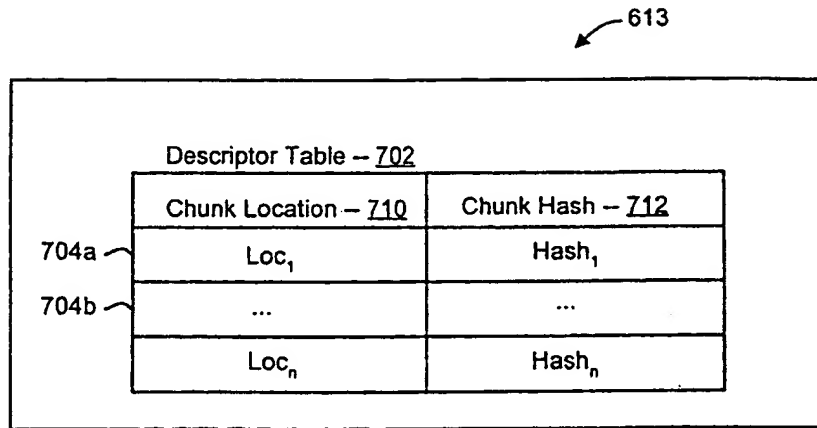 613
Descriptor Table – 702
Chunk Location – 710 Chunk Hash – 712
704a Loc₁ Hash₁
704b ... ...
Locₙ Hashₙ